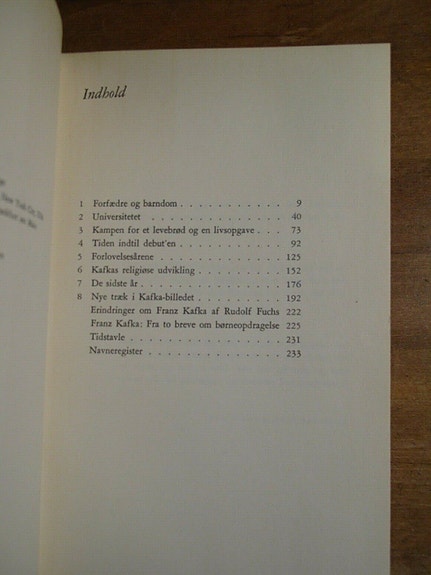 Indhold
1 Forfædre og barndom . . . . . . . . . . 9
2 Universitetet . . . . . . . . . . . . . 40
3 Kampen for et levebrød og en livsopgave . . 73
4 Tiden indtil debut'en . . . . . . . . . . 92
5 Forlovelsesårene . . . . . . . . . . . . 125
6 Kafkas religiøse udvikling . . . . . . . . 152
7 De sidste år . . . . . . . . . . . . . . 176
8 Nye træk i Kafka-billedet . . . . . . . . 192
Erindringer om Franz Kafka af Rudolf Fuchs 222
Franz Kafka: Fra to breve om børneopdragelse 225
Tidstavle . . . . . . . . . . . . . . . 231
Navneregister . . . . . . . . . . . . . 233